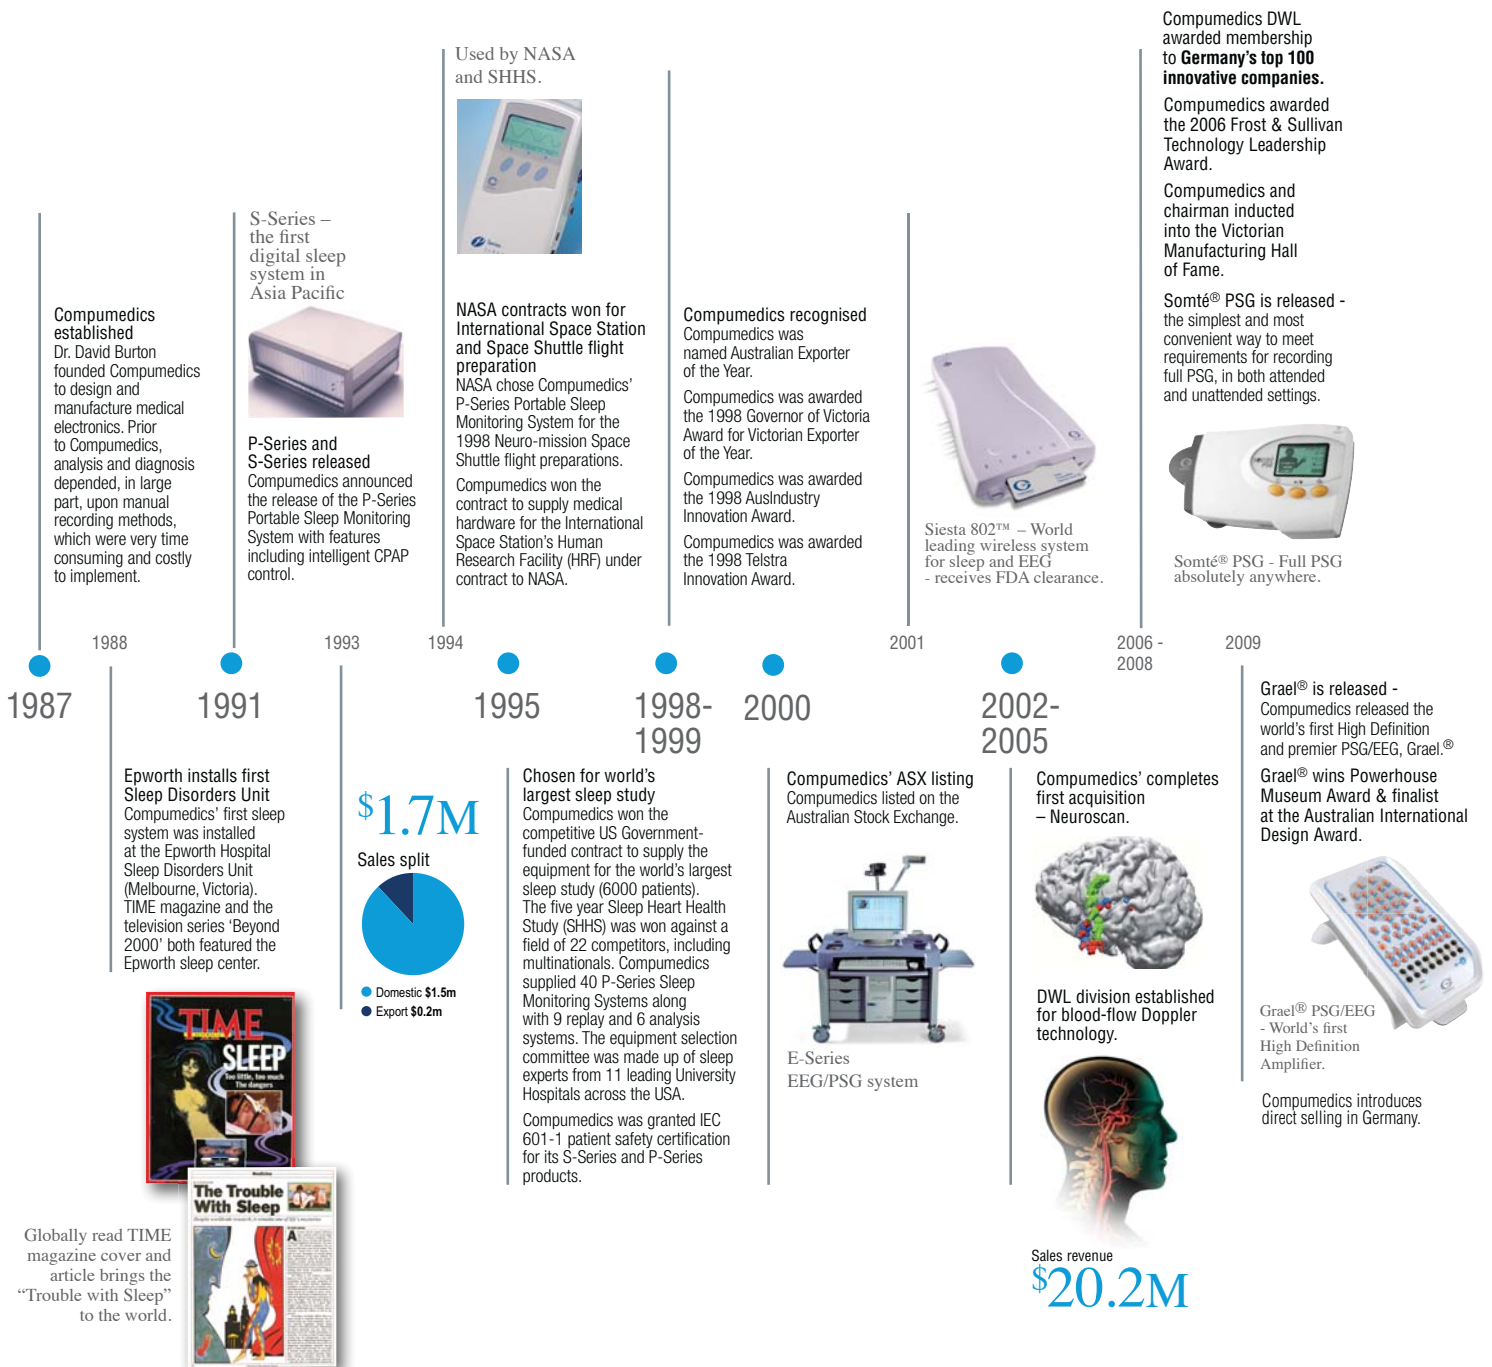 Compumedics
established
Dr. David Burton
founded Compumedics
to design and
manufacture medical
electronics. Prior
to Compumedics,
analysis and diagnosis
depended, in large
part, upon manual
recording methods,
which were very time
consuming and costly
to implement.
1987
1988
Epworth installs first
Sleep Disorders Unit
Compumedics' first sleep
system was installed
at the Epworth Hospital
Sleep Disorders Unit
(Melbourne, Victoria).
TIME magazine and the
television series 'Beyond
2000' both featured the
Epworth sleep center.
TIME
SLEEP
Too little, too much
The dangers
The Trouble
With Sleep
A
Globally read TIME
magazine cover and
article brings the
“Trouble with Sleep”
to the world.
S-Series –
the first
digital sleep
system in
Asia Pacific
P-Series and
S-Series released
Compumedics announced
the release of the P-Series
Portable Sleep Monitoring
System with features
including intelligent CPAP
control.
1991
1993
$1.7M
Sales split
Domestic $1.5m
Export $0.2m
Used by NASA
and SHHS.
NASA contracts won for
International Space Station
and Space Shuttle flight
preparation
NASA chose Compumedics'
P-Series Portable Sleep
Monitoring System for the
1998 Neuro-mission Space
Shuttle flight preparations.
Compumedics won the
contract to supply medical
hardware for the International
Space Station's Human
Research Facility (HRF) under
contract to NASA.
1994
1995
Chosen for world's
largest sleep study
Compumedics won the
competitive US Government-
funded contract to supply the
equipment for the world's largest
sleep study (6000 patients).
The five year Sleep Heart Health
Study (SHHS) was won against a
field of 22 competitors, including
multinationals. Compumedics
supplied 40 P-Series Sleep
Monitoring Systems along
with 9 replay and 6 analysis
systems. The equipment selection
committee was made up of sleep
experts from 11 leading University
Hospitals across the USA.
Compumedics was granted IEC
601-1 patient safety certification
for its S-Series and P-Series
products.
Compumedics recognised
Compumedics was
named Australian Exporter
of the Year.
Compumedics was awarded
the 1998 Governor of Victoria
Award for Victorian Exporter
of the Year.
Compumedics was awarded
the 1998 AusIndustry
Innovation Award.
Compumedics was awarded
the 1998 Telstra
Innovation Award.
1998-
1999
2000
Compumedics' ASX listing
Compumedics listed on the
Australian Stock Exchange.
E-Series
EEG/PSG system
Siesta 802™ – World
leading wireless system
for sleep and EEG
- receives FDA clearance.
2001
2002-
2005
Compumedics' completes
first acquisition
– Neuroscan.
DWL division established
for blood-flow Doppler
technology.
Sales revenue
$20.2M
Compumedics DWL
awarded membership
to Germany's top 100
innovative companies.
Compumedics awarded
the 2006 Frost & Sullivan
Technology Leadership
Award.
Compumedics and
chairman inducted
into the Victorian
Manufacturing Hall
of Fame.
Somté® PSG is released -
the simplest and most
convenient way to meet
requirements for recording
full PSG, in both attended
and unattended settings.
Somté® PSG - Full PSG
absolutely anywhere.
2006 -
2008
2009
Grael® is released -
Compumedics released the
world's first High Definition
and premier PSG/EEG, Grael.®
Grael® wins Powerhouse
Museum Award & finalist
at the Australian International
Design Award.
Grael® PSG/EEG
- World's first
High Definition
Amplifier.
Compumedics introduces
direct selling in Germany.